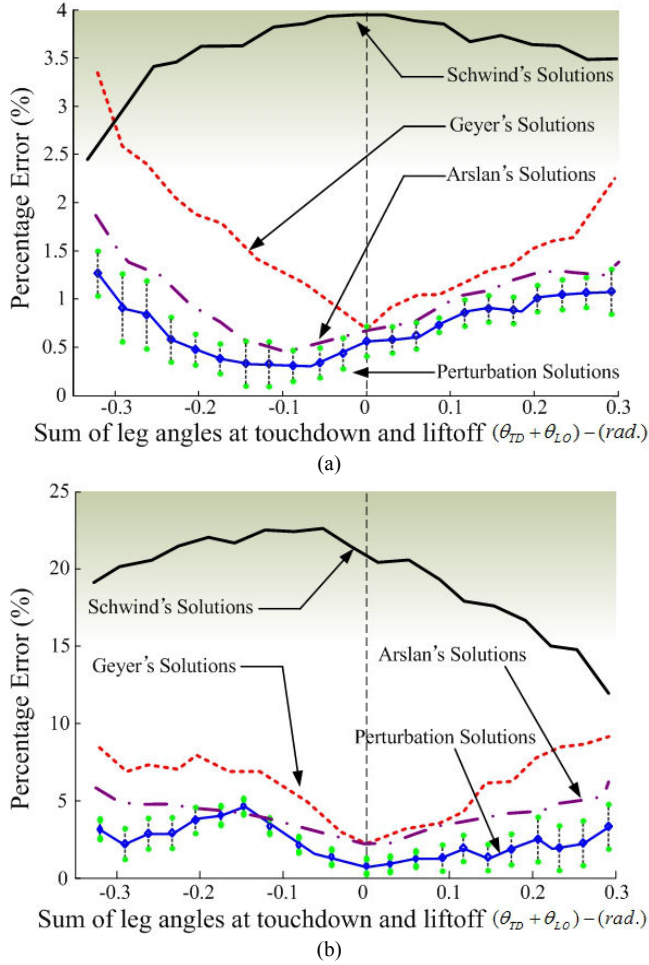 4
3.5
3
2.5
2
1.5
1
0.5
0
Percentage Error (%)
Schwind's Solutions
Geyer's Solutions
Arslan's Solutions
Perturbation Solutions
-0.3 -0.2 -0.1 0 0.1 0.2 0.3
Sum of leg angles at touchdown and liftoff (θ_TD + θ_LO) – (rad.)
(a)
25
20
15
10
5
0
Percentage Error (%)
Schwind's Solutions
Geyer's Solutions
Arslan's Solutions
Perturbation Solutions
-0.3 -0.2 -0.1 0 0.1 0.2 0.3
Sum of leg angles at touchdown and liftoff (θ_TD + θ_LO) – (rad.)
(b)